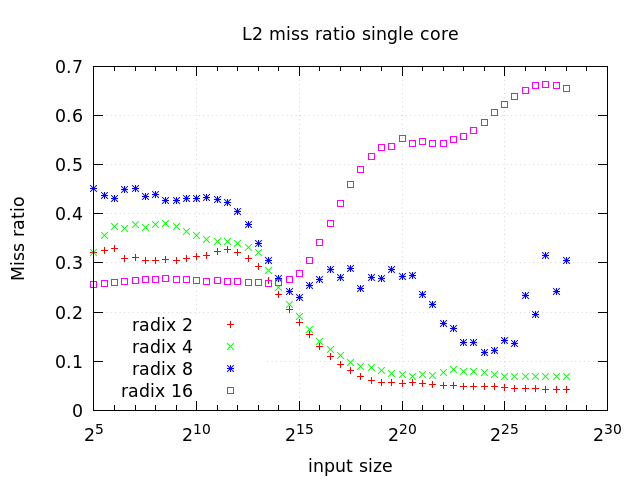 L2 miss ratio single core
0.7
0.6
0.5
0.4
0.3
0.2
0.1
0
Miss ratio
radix 2
radix 4
radix 8
radix 16
2^5 2^10 2^15 2^20 2^25 2^30
input size